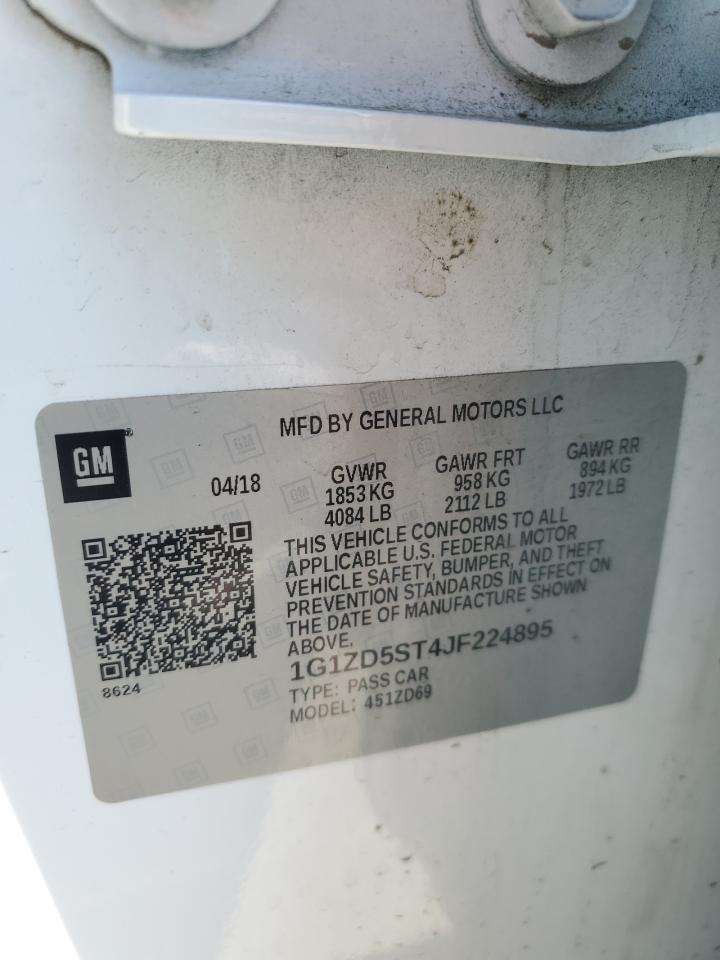 MFD BY GENERAL MOTORS LLC
GM
04/18
GVWR
1853 KG
4084 LB
GAWR FRT
958 KG
2112 LB
GAWR RR
894 KG
1972 LB
THIS VEHICLE CONFORMS TO ALL
APPLICABLE U.S. FEDERAL MOTOR
VEHICLE SAFETY, BUMPER, AND THEFT
PREVENTION STANDARDS IN EFFECT ON
THE DATE OF MANUFACTURE SHOWN
ABOVE.
1G1ZD5ST4JF224895
TYPE: PASS CAR
MODEL: 451ZD69
8624